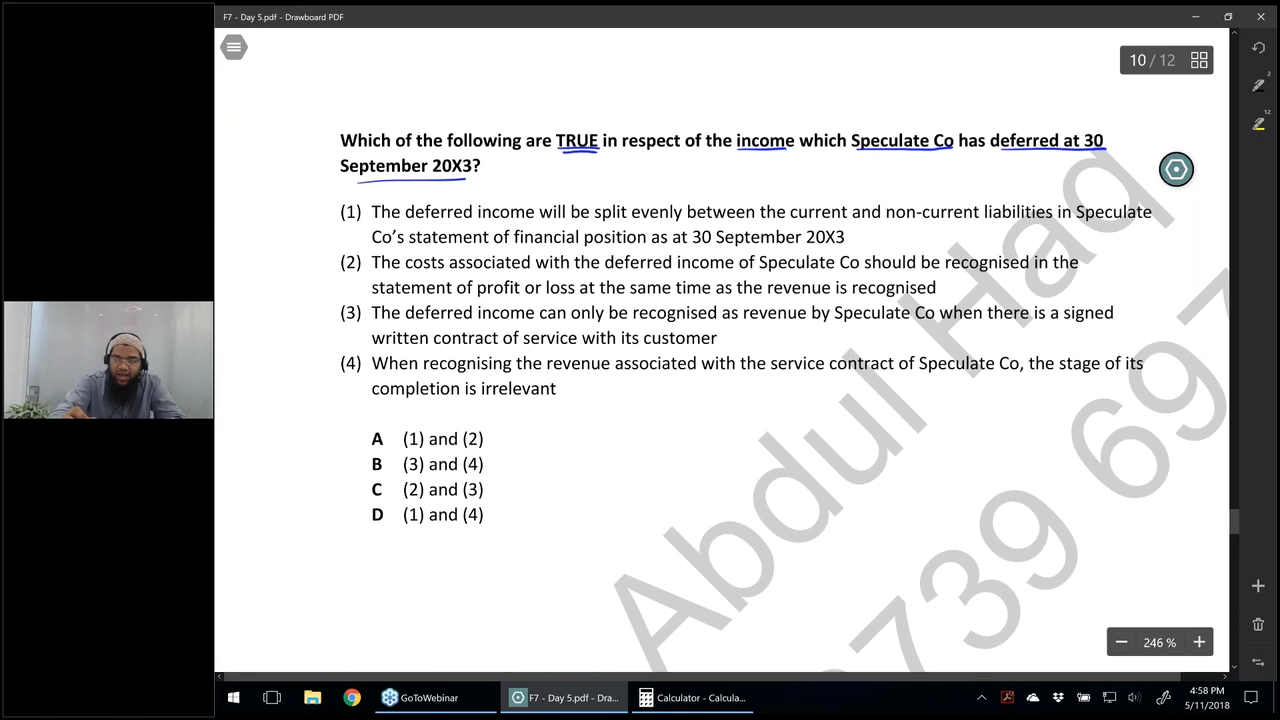 F7 - Day 5.pdf - Drawboard PDF
10 / 12
Which of the following are TRUE in respect of the income which Speculate Co has deferred at 30
September 20X3?
(1) The deferred income will be split evenly between the current and non-current liabilities in Speculate
Co's statement of financial position as at 30 September 20X3
(2) The costs associated with the deferred income of Speculate Co should be recognised in the
statement of profit or loss at the same time as the revenue is recognised
(3) The deferred income can only be recognised as revenue by Speculate Co when there is a signed
written contract of service with its customer
(4) When recognising the revenue associated with the service contract of Speculate Co, the stage of its
completion is irrelevant
A (1) and (2)
B (3) and (4)
C (2) and (3)
D (1) and (4)
Abdul Haq
739 697
2
12
246 %
GoToWebinar
F7 - Day 5.pdf - Dra...
Calculator - Calcula...
4:58 PM
5/11/2018